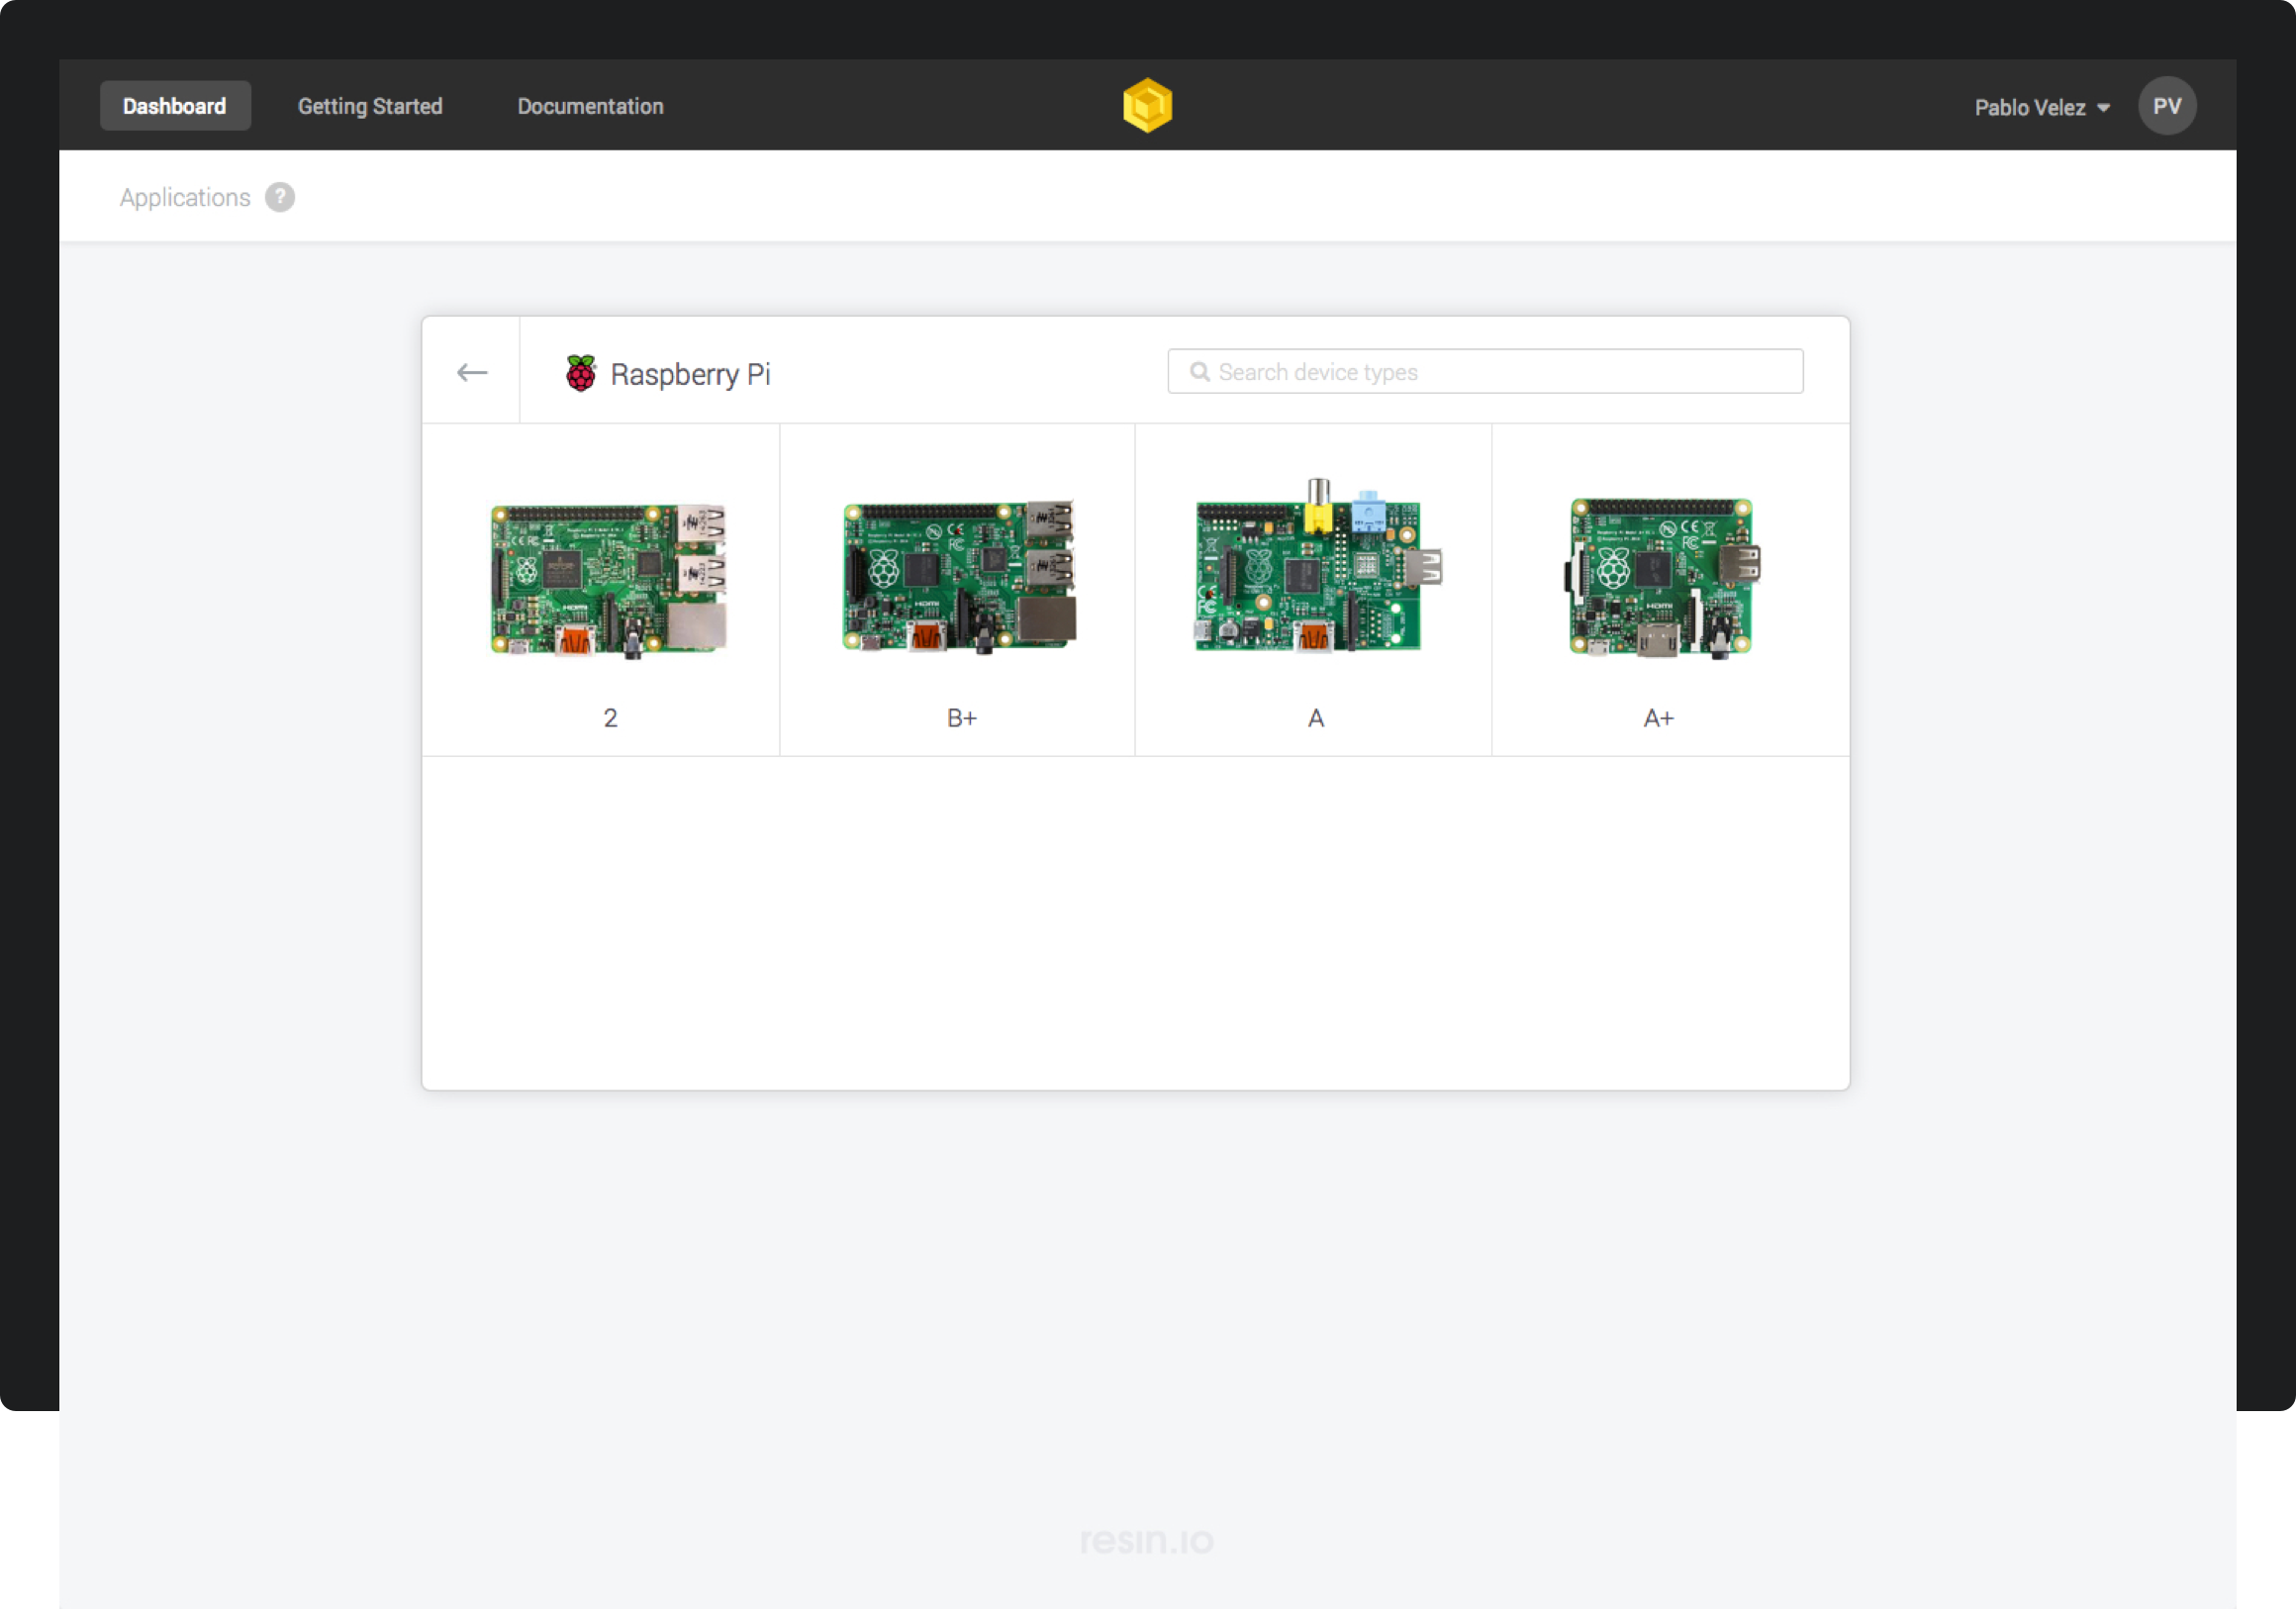 Dashboard
Getting Started
Documentation
Pablo Velez
PV
Applications ?
Raspberry Pi
Search device types
2
B+
A
A+
resin.io